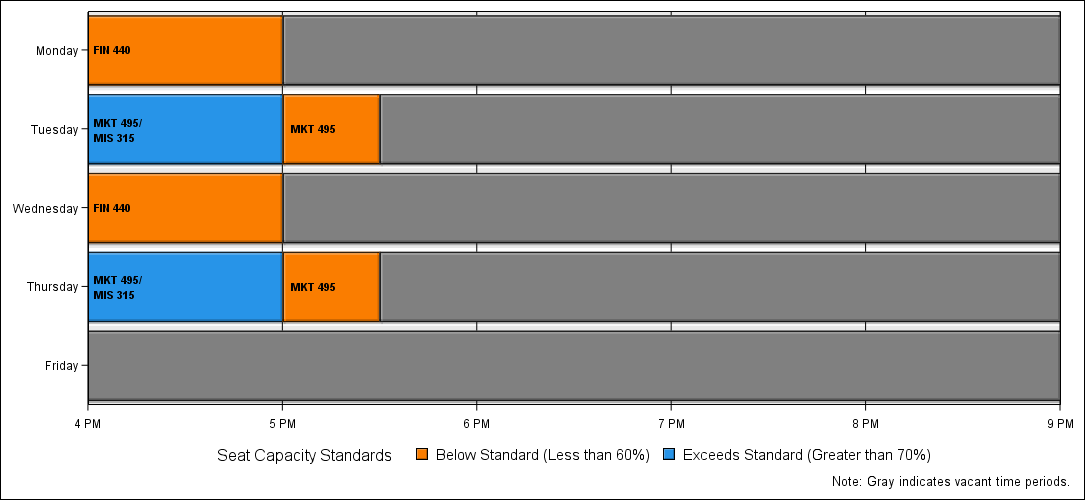 Monday
FIN 440
Tuesday
MKT 495/
MIS 315
MKT 495
Wednesday
FIN 440
Thursday
MKT 495/
MIS 315
MKT 495
Friday
4 PM 5 PM 6 PM 7 PM 8 PM 9 PM
Seat Capacity Standards Below Standard (Less than 60%) Exceeds Standard (Greater than 70%)
Note: Gray indicates vacant time periods.